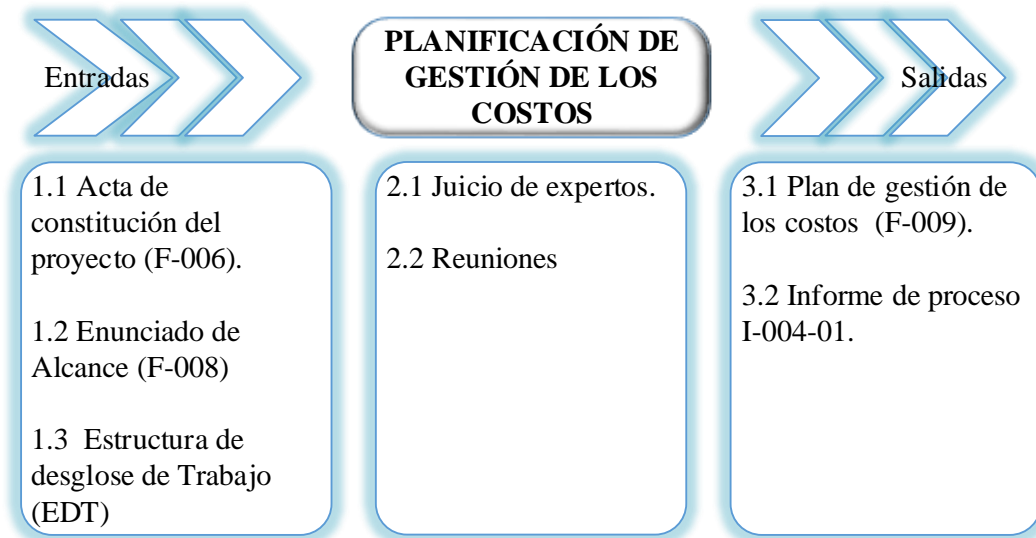 Entradas
PLANIFICACIÓN DE
GESTIÓN DE LOS
COSTOS
Salidas
1.1 Acta de
constitución del
proyecto (F-006).
1.2 Enunciado de
Alcance (F-008)
1.3 Estructura de
desglose de Trabajo
(EDT)
2.1 Juicio de expertos.
2.2 Reuniones
3.1 Plan de gestión de
los costos (F-009).
3.2 Informe de proceso
I-004-01.